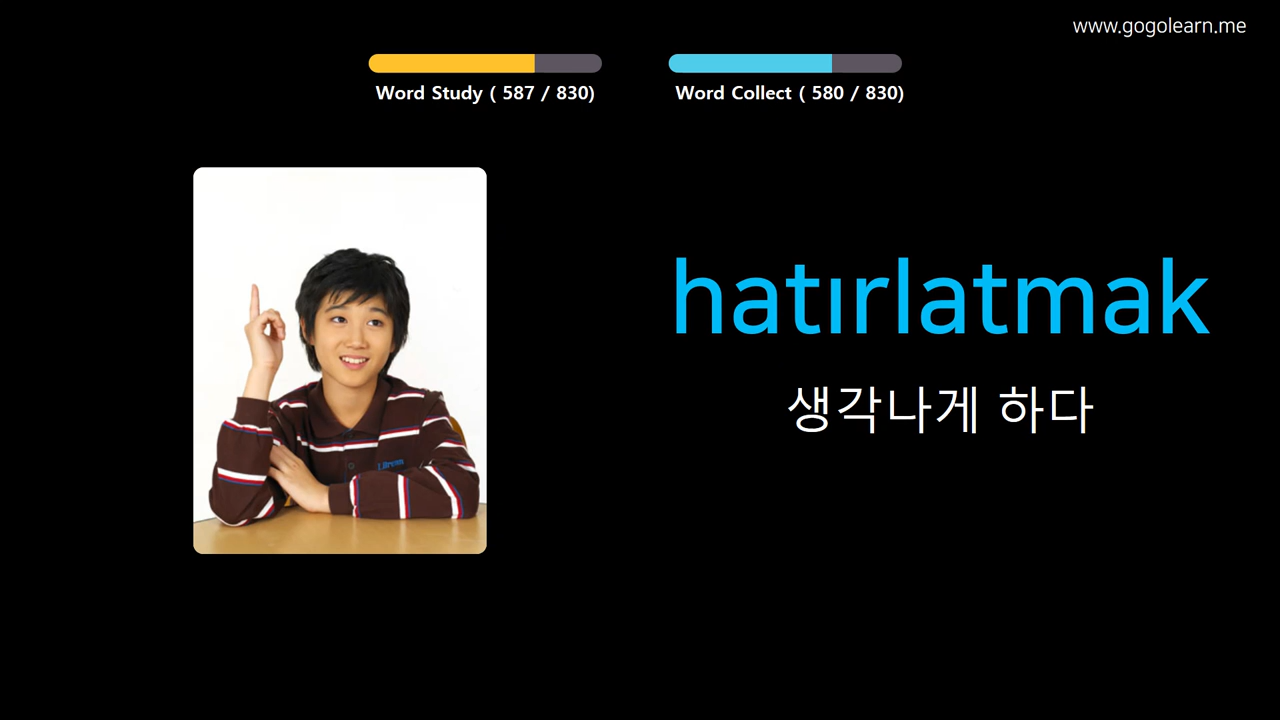 www.gogolearn.me
Word Study ( 587 / 830)
Word Collect ( 580 / 830)
hatırlatmak
생각나게 하다